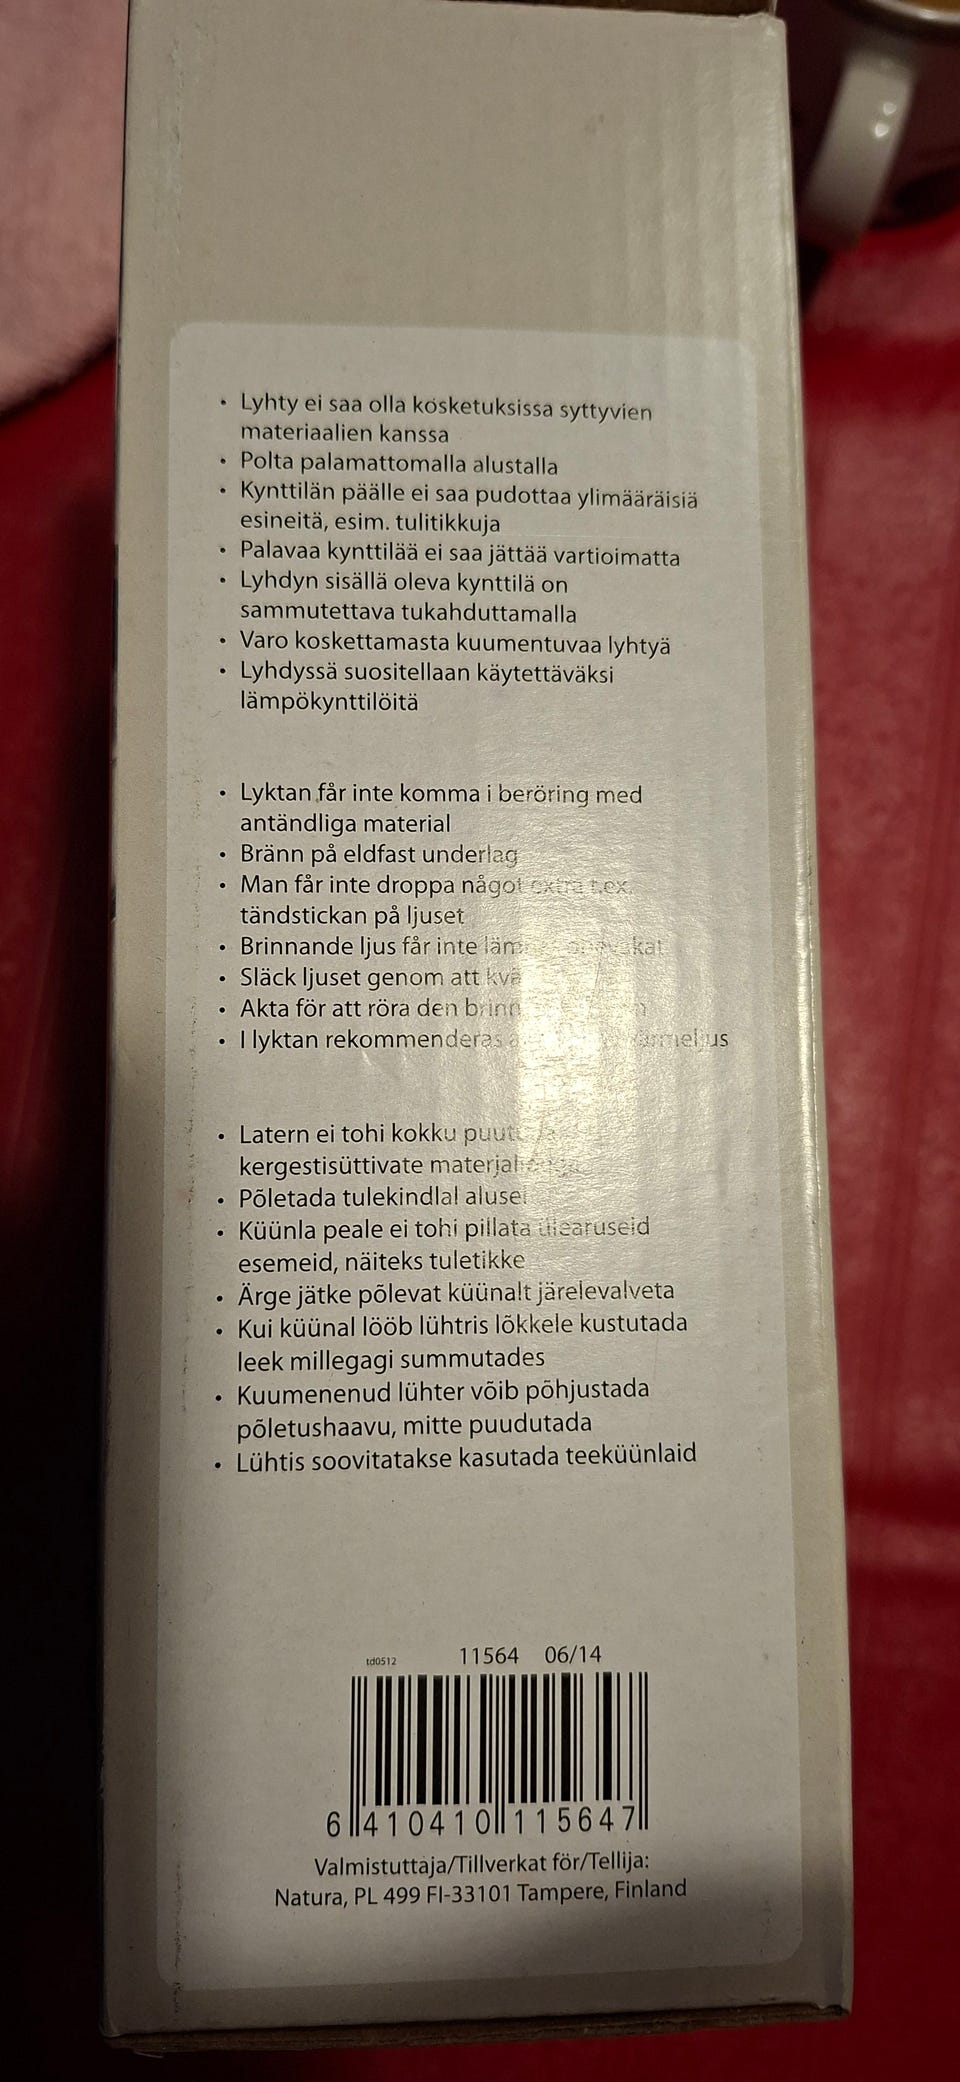 • Lyhty ei saa olla kosketuksissa syttyvien
materiaalien kanssa
• Polta palamattomalla alustalla
• Kynttilän päälle ei saa pudottaa ylimääräisiä
esineitä, esim. tulitikkuja
• Palavaa kynttilää ei saa jättää vartioimatta
• Lyhdyn sisällä oleva kynttilä on
sammutettava tukahduttamalla
• Varo koskettamasta kuumentuvaa lyhtyä
• Lyhdyssä suositellaan käytettäväksi
lämpökynttilöitä
• Lyktan får inte komma i beröring med
antändliga material
• Bränn på eldfast underlag
• Man får inte droppa något extra t.ex.
tändstickan på ljuset
• Brinnande ljus får inte
• Släck ljuset genom att
• Akta för att röra den
• I lyktan rekommenderas
• Latern ei tohi kokku
kergestisüttivate
• Põletada tulekindlal alusel
• Küünla peale ei tohi pillata ülearuseid
esemeid, näiteks tuletikke
• Ärge jätke põlevat küünalt järelevalveta
• Kui küünal lööb lühtris lõkkele kustutada
leek millegagi summutades
• Kuumenenud lühter võib põhjustada
põletushaavu, mitte puudutada
• Lühtis soovitatakse kasutada teeküünlaid
td0512 11564 06/14
6 410410 115647
Valmistuttaja/Tillverkat för/Tellija:
Natura, PL 499 FI-33101 Tampere, Finland